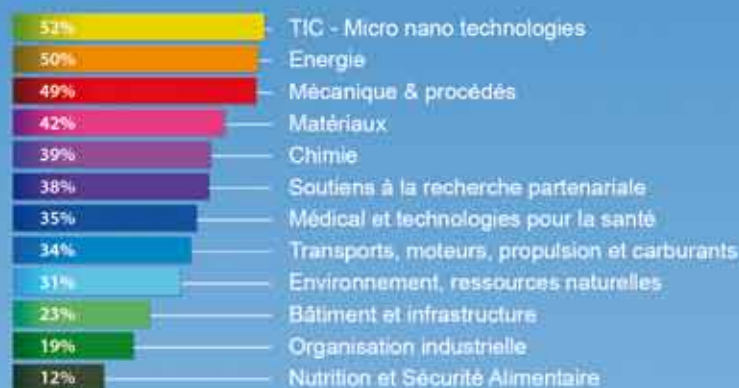 52% TIC - Micro nano technologies
50% Energie
49% Mécanique & procédés
42% Matériaux
39% Chimie
38% Soutiens à la recherche partenariale
35% Médical et technologies pour la santé
34% Transports, moteurs, propulsion et carburants
31% Environnement, ressources naturelles
23% Bâtiment et infrastructure
19% Organisation industrielle
12% Nutrition et Sécurité Alimentaire